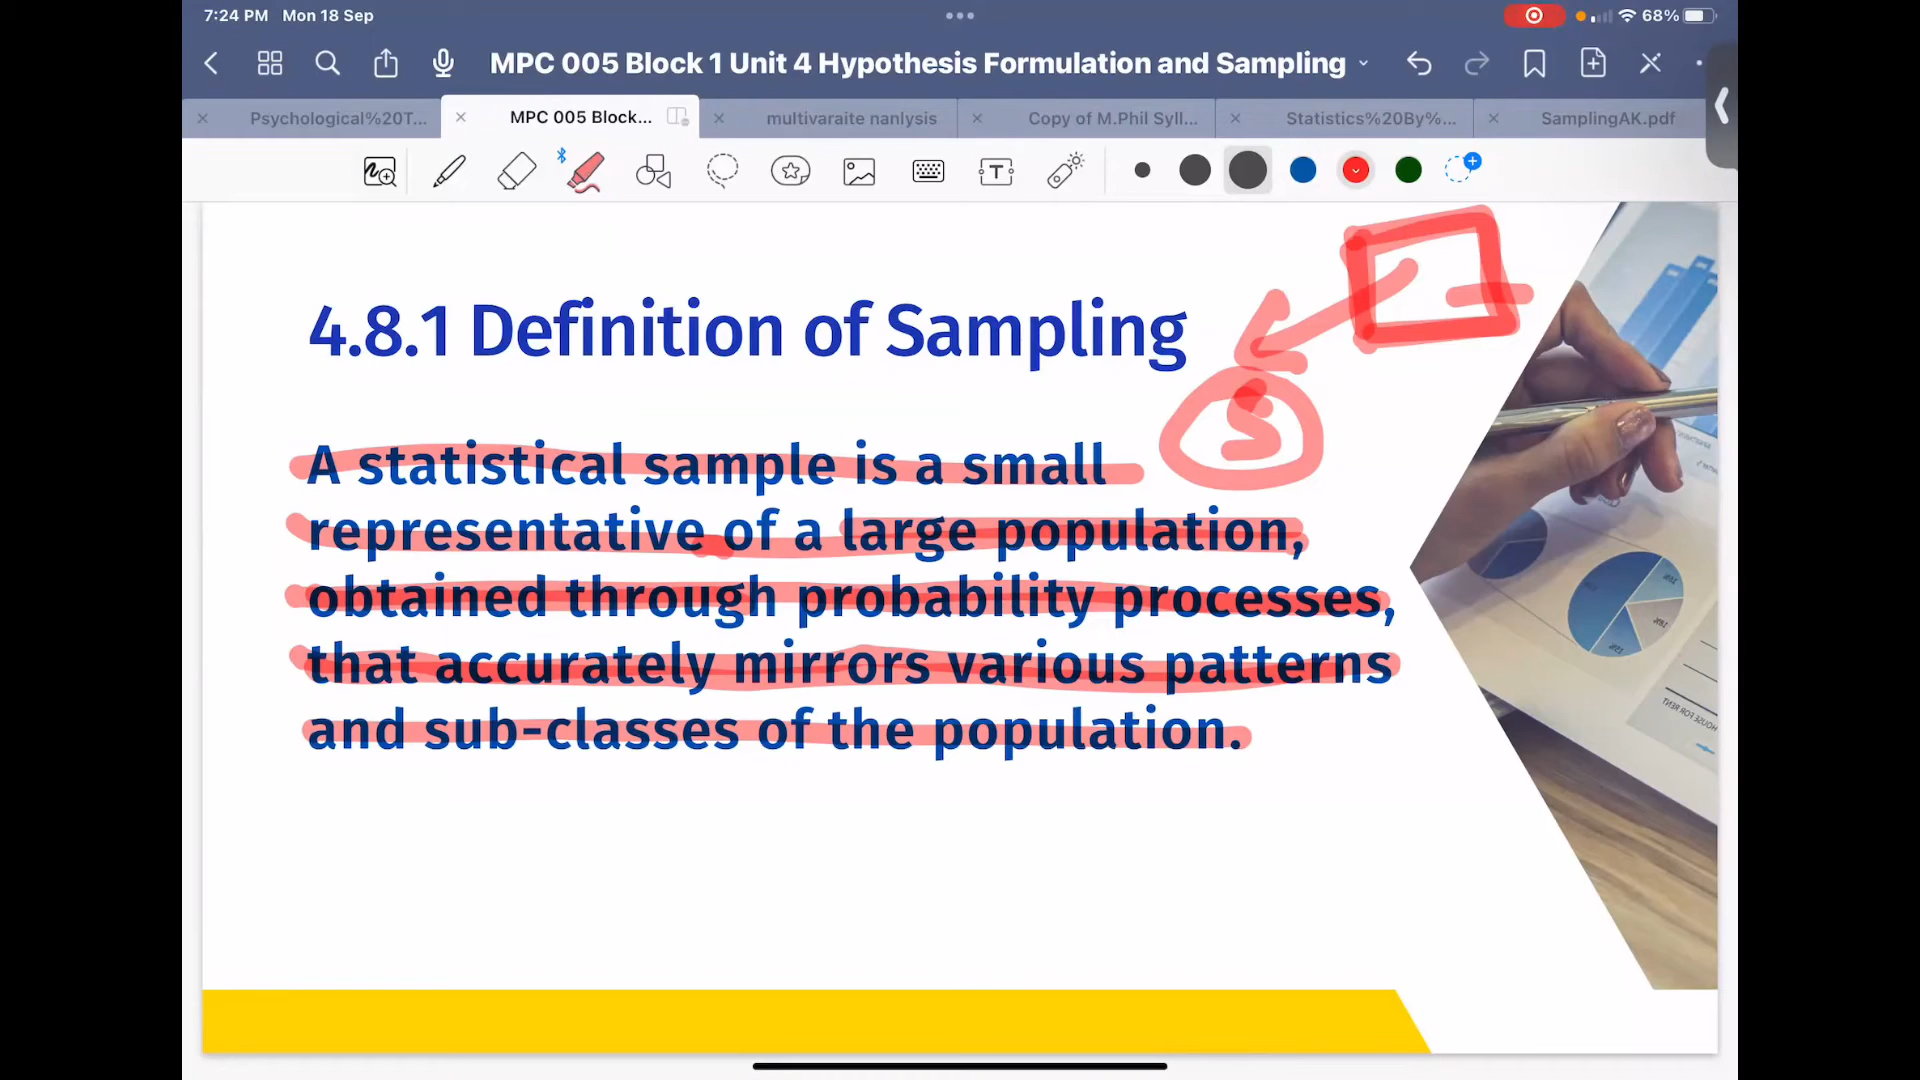 7:24 PM Mon 18 Sep
68%
MPC 005 Block 1 Unit 4 Hypothesis Formulation and Sampling
Psychological%20T...
MPC 005 Block...
multivaraite nanlysis
Copy of M.Phil Syll...
Statistics%20By%...
SamplingAK.pdf
T
4.8.1 Definition of Sampling
S
A statistical sample is a small
representative of a large population,
obtained through probability processes,
that accurately mirrors various patterns
and sub-classes of the population.